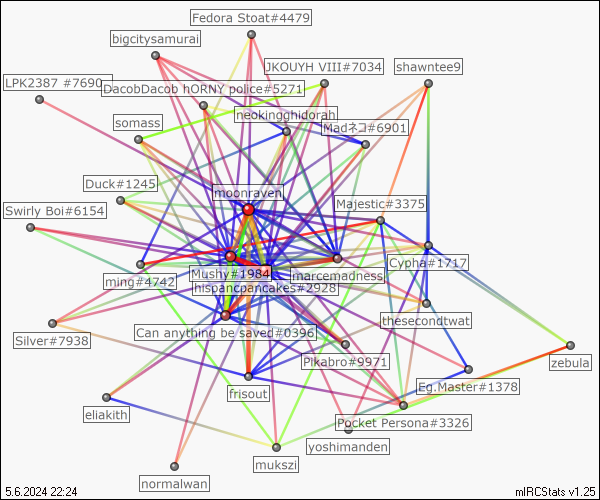 Fedora Stoat#4479
bigcitysamurai
JKOUYH VIII#7034
shawntee9
LPK2387 #7690
DacobDacob hORNY police#5271
neokingghidorah
somass
Madネコ#6901
Duck#1245
moonraven
Majestic#3375
Swirly Boi#6154
Cypha#1717
Mushy#1984
marcemadness
ming#4742
hispancpancakes#2928
thesecondtwat
Can anything be saved#0396
Silver#7938
Pikabro#9971
zebula
Eg.Master#1378
frisout
eliakith
Pocket Persona#3326
yoshimanden
mukszi
normalwan
5.6.2024 22:24
mIRCStats v1.25